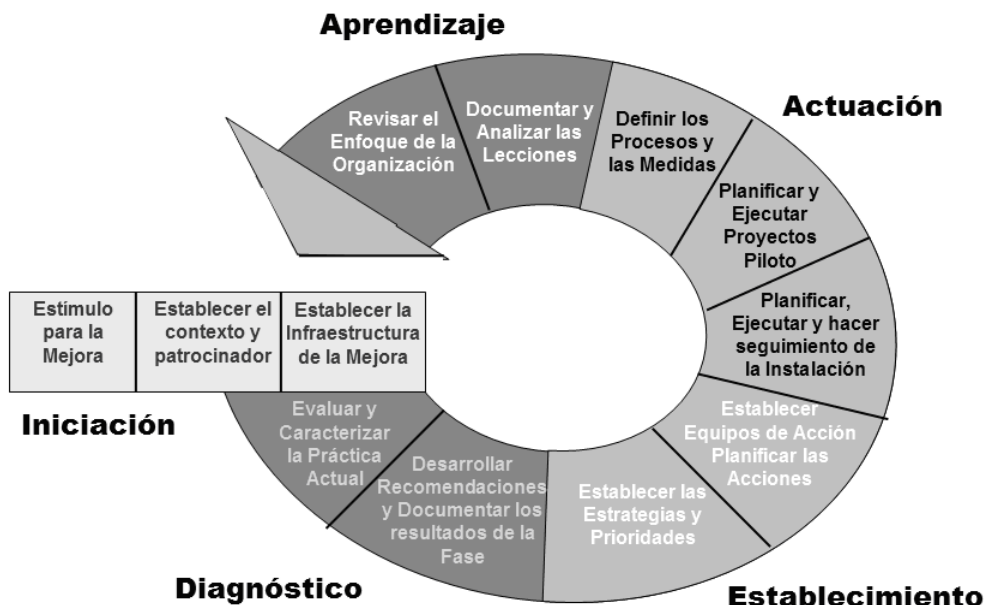 Aprendizaje
Revisar el
Enfoque de la
Organización
Documentar y
Analizar las
Lecciones
Definir los
Procesos y
las Medidas
Actuación
Planificar y
Ejecutar
Proyectos
Piloto
Planificar,
Ejecutar y hacer
seguimiento de
la Instalación
Estímulo
para la
Mejora
Establecer el
contexto y
patrocinador
Establecer la
Infraestructura
de la Mejora
Iniciación
Evaluar y
Caracterizar
la Práctica
Actual
Desarrollar
Recomendaciones
y Documentar los
resultados de la
Fase
Establecer las
Estrategias y
Prioridades
Establecer
Equipos de Acción
Planificar las
Acciones
Diagnóstico
Establecimiento